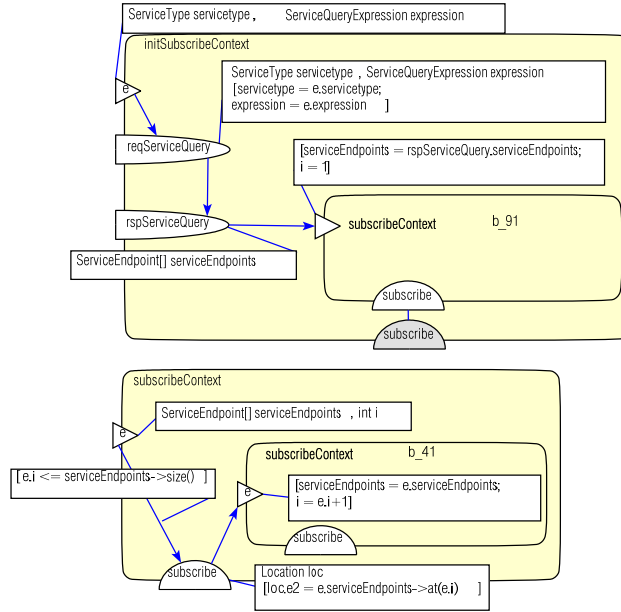 ServiceType servicetype , ServiceQueryExpression expression
initSubscribeContext
ServiceType servicetype , ServiceQueryExpression expression
[servicetype = e.servicetype;
expression = e.expression ]
e
reqServiceQuery
[serviceEndpoints = rspServiceQuery.serviceEndpoints;
i = 1]
rspServiceQuery
subscribeContext b_91
ServiceEndpoint[] serviceEndpoints
subscribe
subscribe
subscribeContext
ServiceEndpoint[] serviceEndpoints , int i
e
subscribeContext b_41
[ e.i <= serviceEndpoints->size() ]
e
[serviceEndpoints = e.serviceEndpoints;
i = e.i+1]
subscribe
subscribe
Location loc
[loc.e2 = e.serviceEndpoints->at(e.i) ]